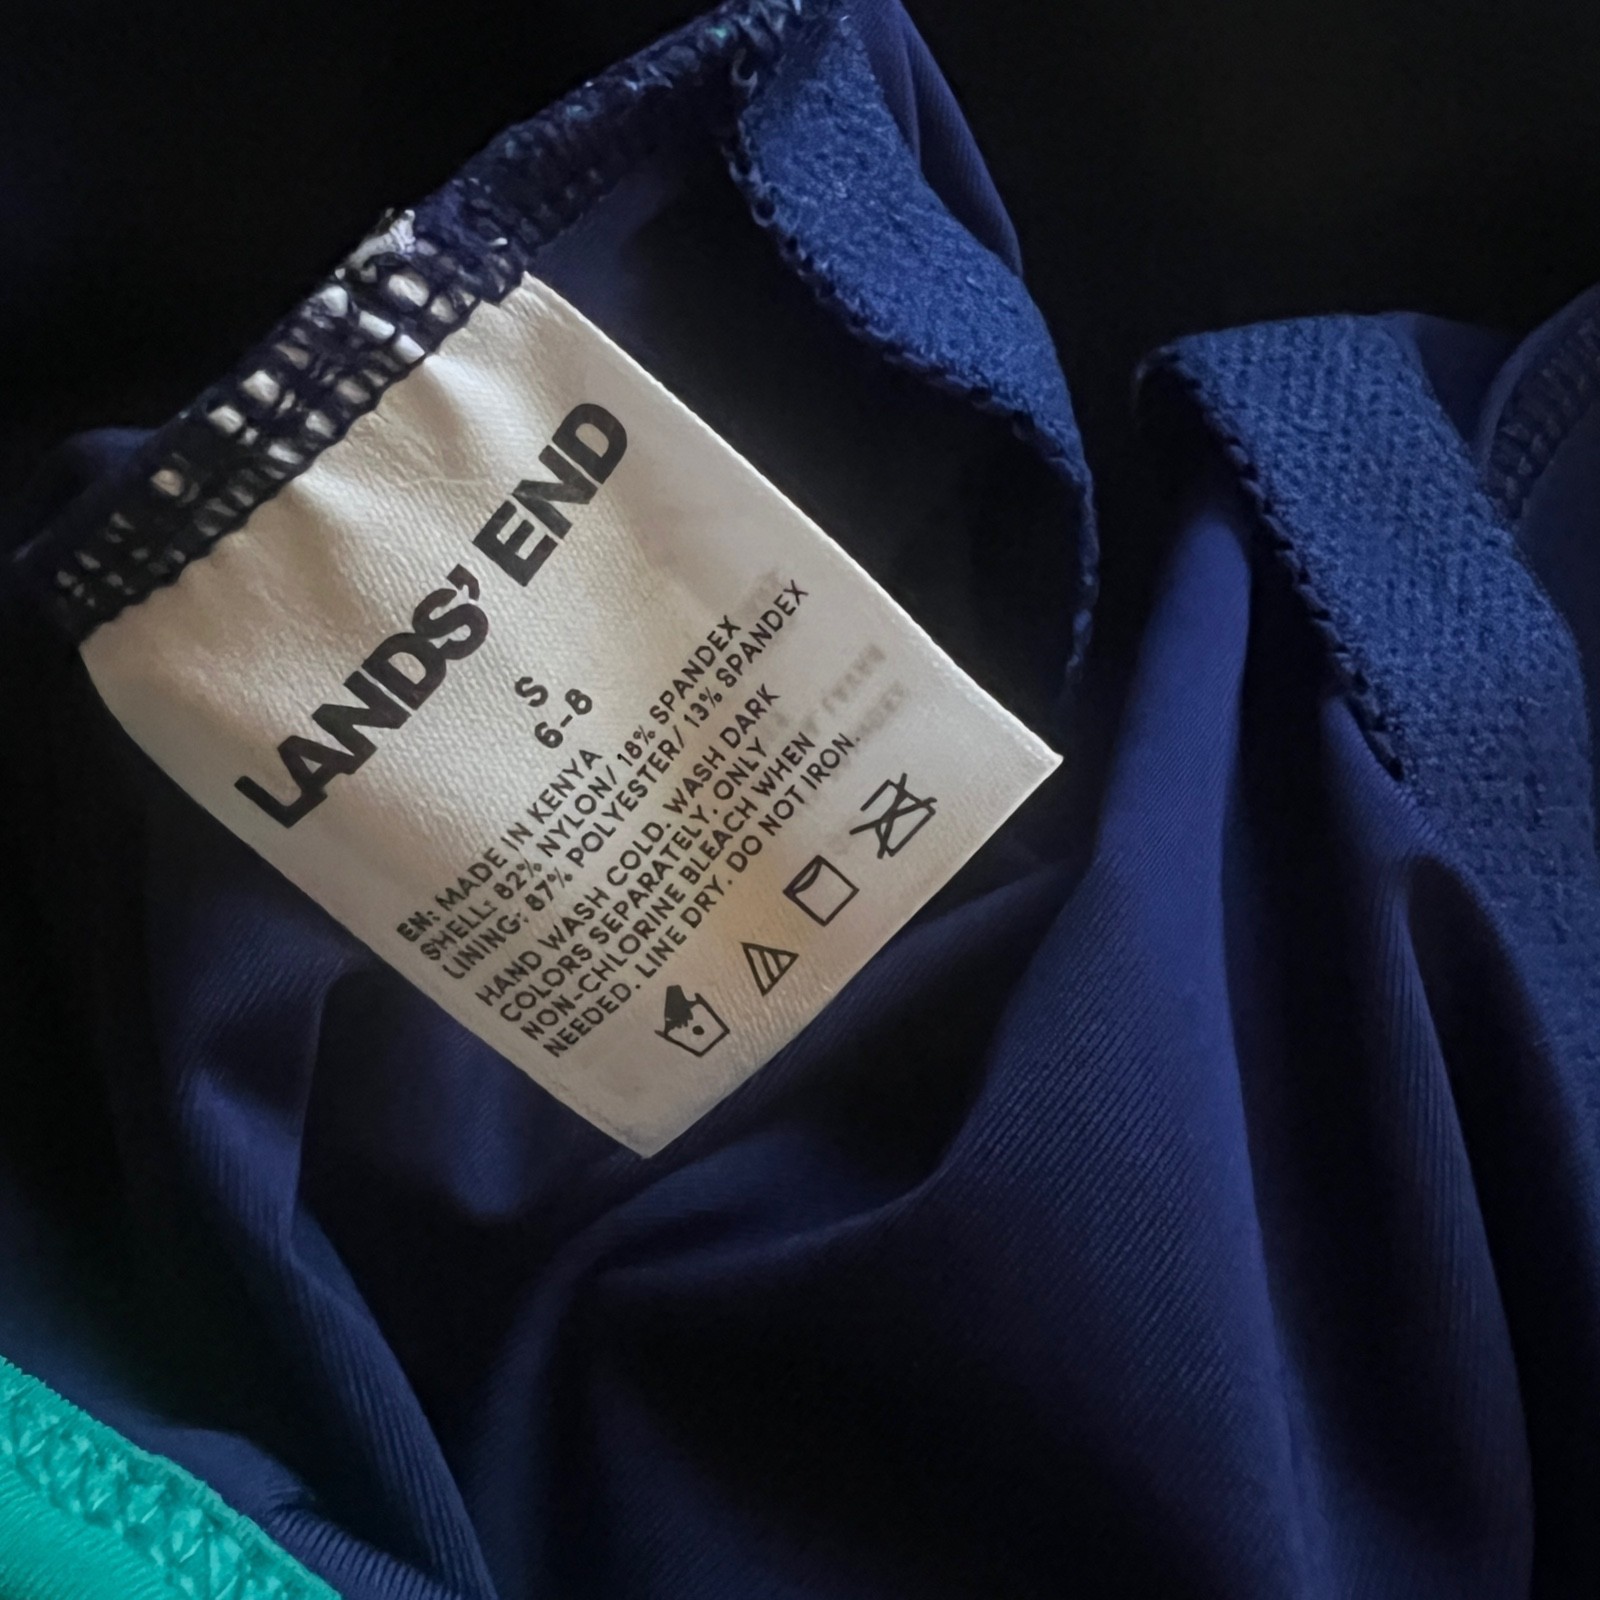 LANDS' END
S
6-8
EN: MADE IN KENYA
SHELL: 82% NYLON/ 18% SPANDEX
LINING: 87% POLYESTER/ 13% SPANDEX
HAND WASH COLD. WASH DARK
COLORS SEPARATELY. ONLY
NON-CHLORINE BLEACH WHEN
NEEDED. LINE DRY. DO NOT IRON.